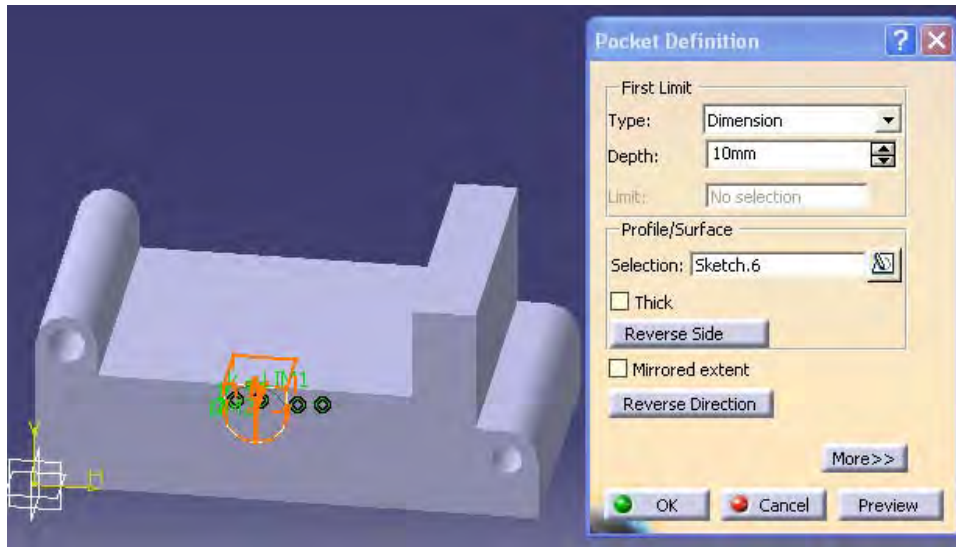 Pocket Definition
First Limit
Type: Dimension
Depth: 10mm
Limit: No selection
Profile/Surface
Selection: Sketch.6
Thick
Reverse Side
Mirrored extent
Reverse Direction
More>>
OK Cancel Preview
LIM1
V
H